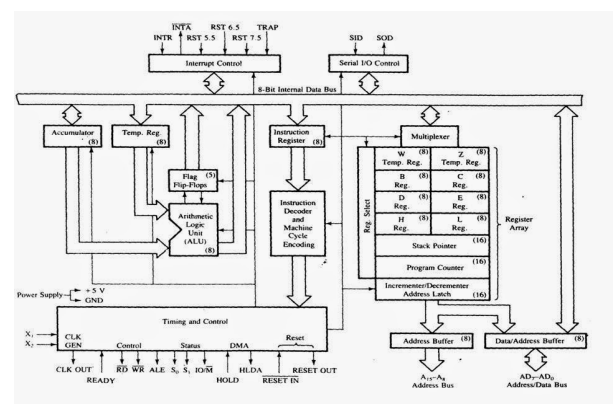 INTA RST 6.5 TRAP
INTR RST 5.5 RST 7.5
SID SOD
Interrupt Control
Serial I/O Control
8-Bit Internal Data Bus
Accumulator
(8)
Temp. Reg.
(8)
Instruction
Register (8)
Multiplexer
Flag (5)
Flip-Flops
Arithmetic
Logic
Unit
(ALU)
(8)
Instruction
Decoder
and
Machine
Cycle
Encoding
Reg. Select
W (8)
Temp. Reg.
Z (8)
Temp. Reg.
B (8)
Reg.
C (8)
Reg.
D (8)
Reg.
E (8)
Reg.
H (8)
Reg.
L (8)
Reg.
Stack Pointer (16)
Program Counter (16)
Incrementer/Decrementer
Address Latch (16)
Register
Array
Power Supply
+5 V
GND
Timing and Control
X₁
X₂
CLK
GEN
Control
Status
DMA
Reset
CLK OUT
READY
RD WR ALE S₀ S₁ IO/M
HOLD
HLDA
RESET IN
RESET OUT
Address Buffer (8)
Data/Address Buffer (8)
A₁₅–A₈
Address Bus
AD₇–AD₀
Address/Data Bus